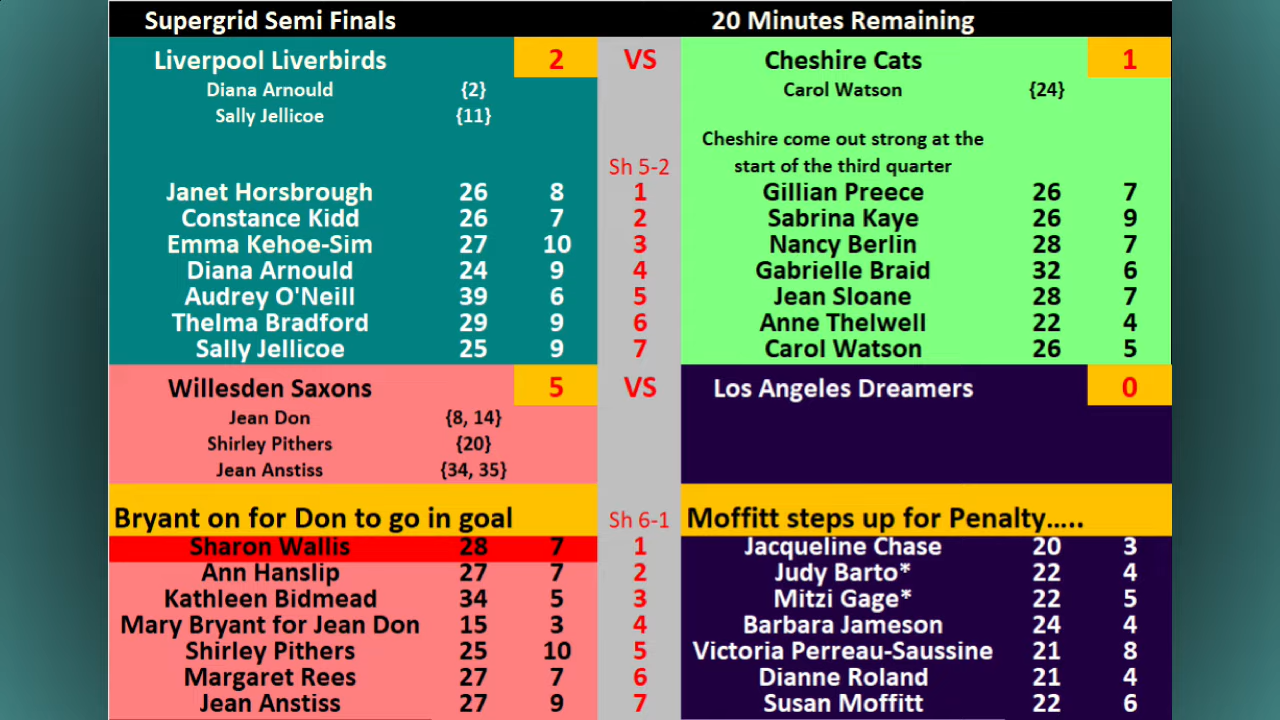 Supergrid Semi Finals 20 Minutes Remaining
Liverpool Liverbirds 2 VS Cheshire Cats 1
Diana Arnould {2} Carol Watson {24}
Sally Jellicoe {11}
Cheshire come out strong at the
Sh 5-2 start of the third quarter
Janet Horsbrough 26 8 1 Gillian Preece 26 7
Constance Kidd 26 7 2 Sabrina Kaye 26 9
Emma Kehoe-Sim 27 10 3 Nancy Berlin 28 7
Diana Arnould 24 9 4 Gabrielle Braid 32 6
Audrey O'Neill 39 6 5 Jean Sloane 28 7
Thelma Bradford 29 9 6 Anne Thelwell 22 4
Sally Jellicoe 25 9 7 Carol Watson 26 5
Willesden Saxons 5 VS Los Angeles Dreamers 0
Jean Don {8, 14}
Shirley Pithers {20}
Jean Anstiss {34, 35}
Bryant on for Don to go in goal Sh 6-1 Moffitt steps up for Penalty.....
Sharon Wallis 28 7 1 Jacqueline Chase 20 3
Ann Hanslip 27 7 2 Judy Barto* 22 4
Kathleen Bidmead 34 5 3 Mitzi Gage* 22 5
Mary Bryant for Jean Don 15 3 4 Barbara Jameson 24 4
Shirley Pithers 25 10 5 Victoria Perreau-Saussine 21 8
Margaret Rees 27 7 6 Dianne Roland 21 4
Jean Anstiss 27 9 7 Susan Moffitt 22 6